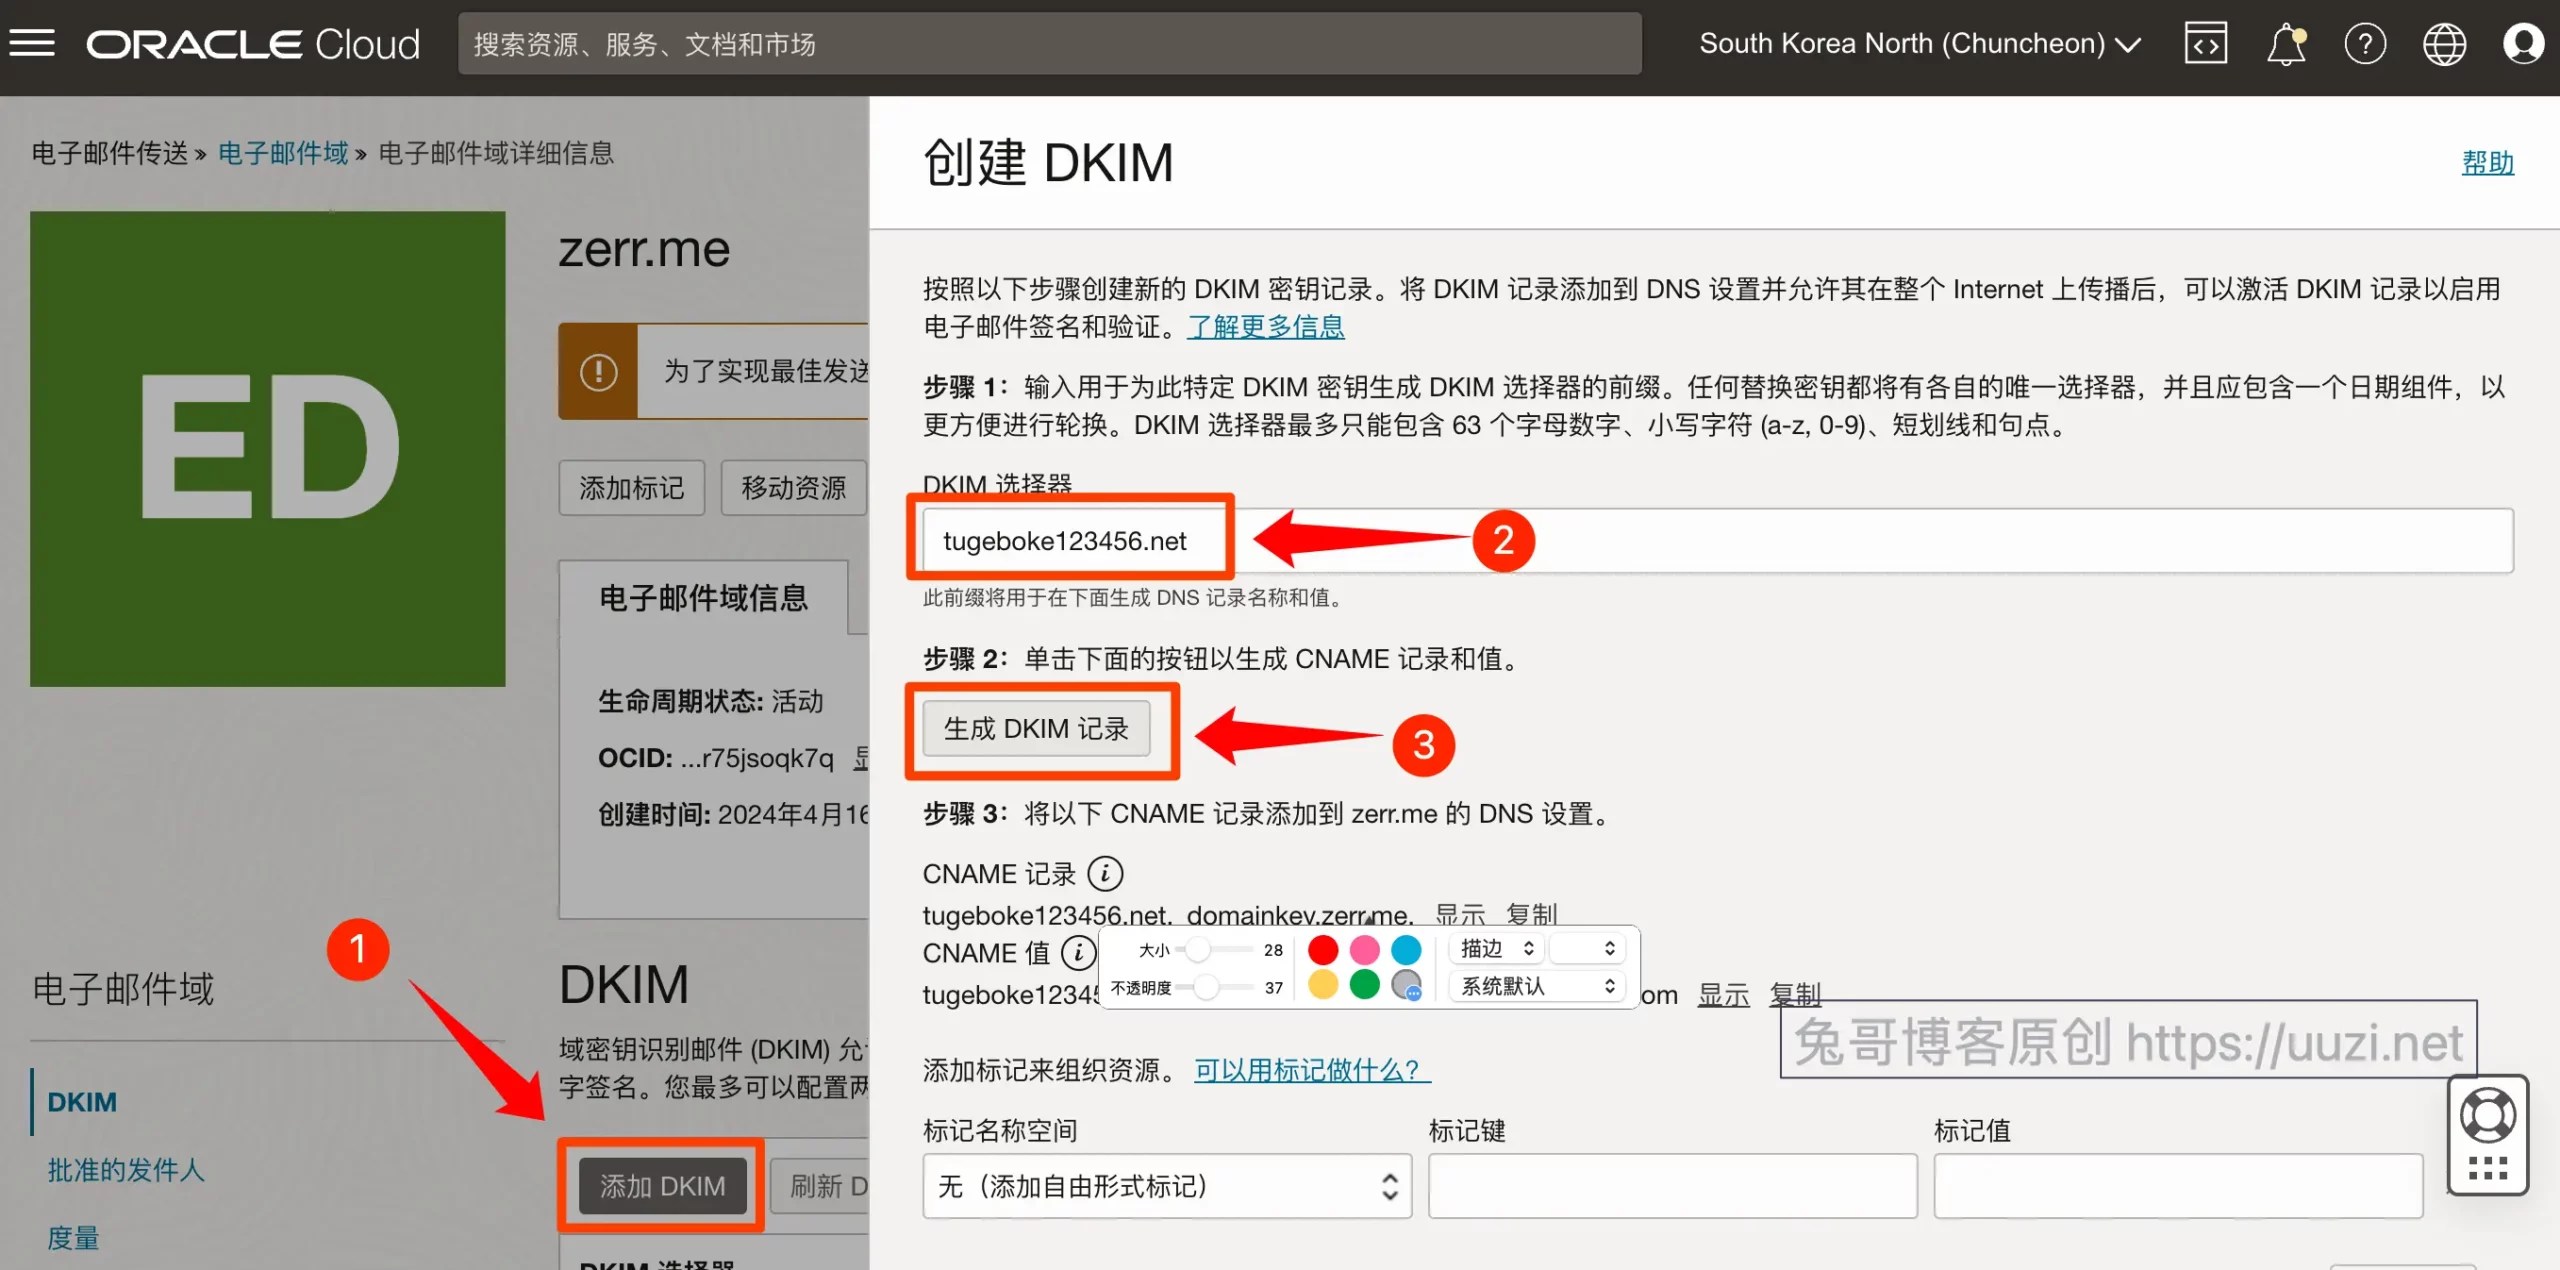 ORACLE Cloud
搜索资源、服务、文档和市场
South Korea North (Chuncheon)
电子邮件传送 » 电子邮件域 » 电子邮件域详细信息
ED
zerr.me
为了实现最佳发送
添加标记
移动资源
电子邮件域信息
生命周期状态: 活动
OCID: ...r75jsoqk7q
创建时间: 2024年4月16
1
电子邮件域
DKIM
批准的发件人
度量
DKIM
域密钥识别邮件 (DKIM) 允
字签名。您最多可以配置两
添加 DKIM
刷新 D
DKIM 选择器
创建 DKIM
帮助
按照以下步骤创建新的 DKIM 密钥记录。将 DKIM 记录添加到 DNS 设置并允许其在整个 Internet 上传播后，可以激活 DKIM 记录以启用
电子邮件签名和验证。了解更多信息
步骤 1：输入用于为此特定 DKIM 密钥生成 DKIM 选择器的前缀。任何替换密钥都将有各自的唯一选择器，并且应包含一个日期组件，以
更方便进行轮换。DKIM 选择器最多只能包含 63 个字母数字、小写字符 (a-z, 0-9)、短划线和句点。
DKIM 选择器
tugeboke123456.net
2
此前缀将用于在下面生成 DNS 记录名称和值。
步骤 2：单击下面的按钮以生成 CNAME 记录和值。
生成 DKIM 记录
3
步骤 3：将以下 CNAME 记录添加到 zerr.me 的 DNS 设置。
CNAME 记录
tugeboke123456.net._domainkey.zerr.me. 显示 复制
CNAME 值
tugeboke12345
om 显示 复制
大小 28
不透明度 37
描边
系统默认
兔哥博客原创 https://uuzi.net
添加标记来组织资源。 可以用标记做什么？
标记名称空间
标记键
标记值
无（添加自由形式标记）